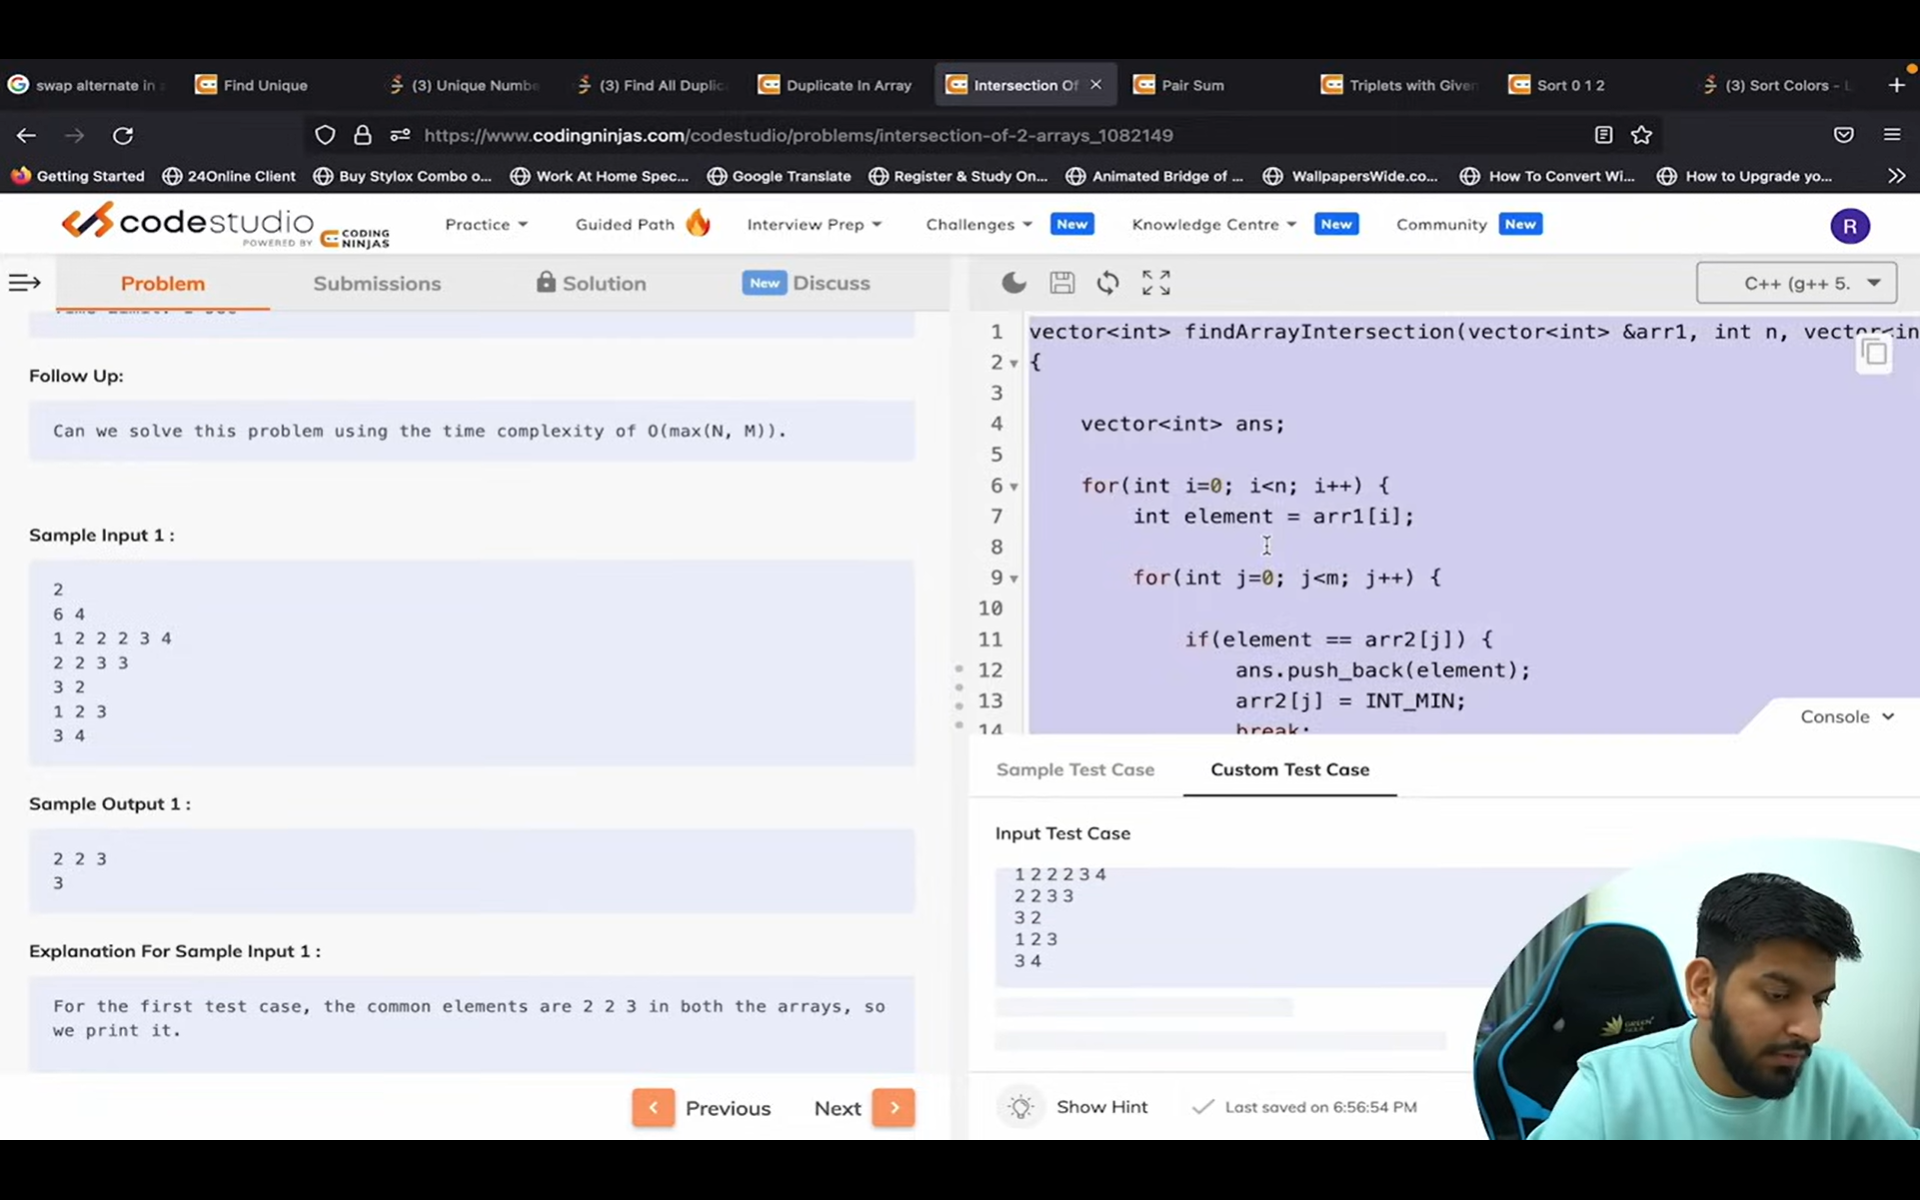 swap alternate in
Find Unique
(3) Unique Numbe
(3) Find All Duplic
Duplicate In Array
Intersection Of
Pair Sum
Triplets with Given
Sort 0 1 2
(3) Sort Colors - L
https://www.codingninjas.com/codestudio/problems/intersection-of-2-arrays_1082149
Getting Started
24Online Client
Buy Stylox Combo o...
Work At Home Spec...
Google Translate
Register & Study On...
Animated Bridge of ...
WallpapersWide.co...
How To Convert Wi...
How to Upgrade yo...
codestudio
POWERED BY CODING NINJAS
Practice
Guided Path
Interview Prep
Challenges New
Knowledge Centre New
Community New
R
Problem
Submissions
Solution
New Discuss
C++ (g++ 5.
Follow Up:
Can we solve this problem using the time complexity of O(max(N, M)).
Sample Input 1 :
2
6 4
1 2 2 2 3 4
2 2 3 3
3 2
1 2 3
3 4
Sample Output 1 :
2 2 3
3
Explanation For Sample Input 1 :
For the first test case, the common elements are 2 2 3 in both the arrays, so
we print it.
Previous
Next
1 vector<int> findArrayIntersection(vector<int> &arr1, int n, vector<in
2 {
3
4 vector<int> ans;
5
6 for(int i=0; i<n; i++) {
7 int element = arr1[i];
8
9 for(int j=0; j<m; j++) {
10
11 if(element == arr2[j]) {
12 ans.push_back(element);
13 arr2[j] = INT_MIN;
14 break;
Console
Sample Test Case
Custom Test Case
Input Test Case
1 2 2 2 3 4
2 2 3 3
3 2
1 2 3
3 4
Show Hint
Last saved on 6:56:54 PM